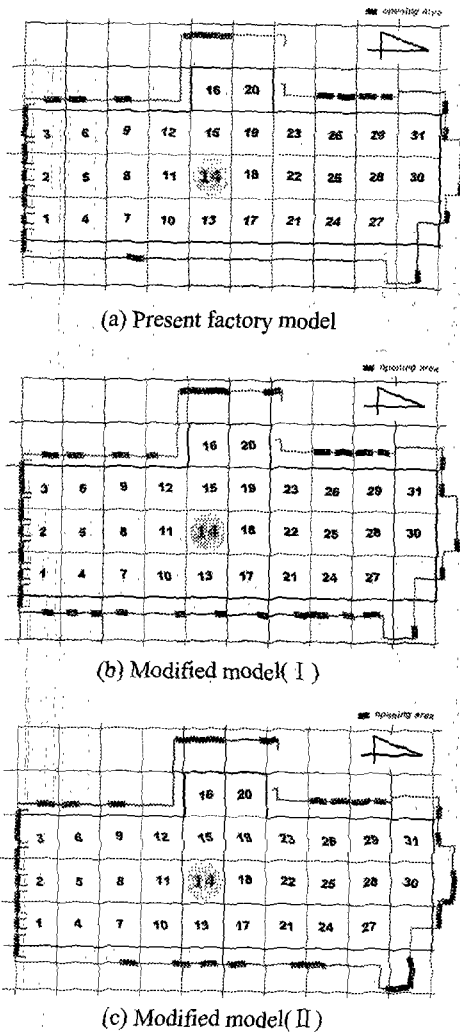 opening area
16 20
3 6 9 12 15 19 23 26 29 31
2 5 8 11 14 18 22 25 28 30
1 4 7 10 13 17 21 24 27
(a) Present factory model
opening area
16 20
3 6 9 12 15 19 23 26 29 31
2 5 8 11 14 18 22 25 28 30
1 4 7 10 13 17 21 24 27
(b) Modified model( I )
opening area
16 20
3 6 9 12 15 19 23 26 29 31
2 5 8 11 14 18 22 25 28 30
1 4 7 10 13 17 21 24 27
(c) Modified model(II)